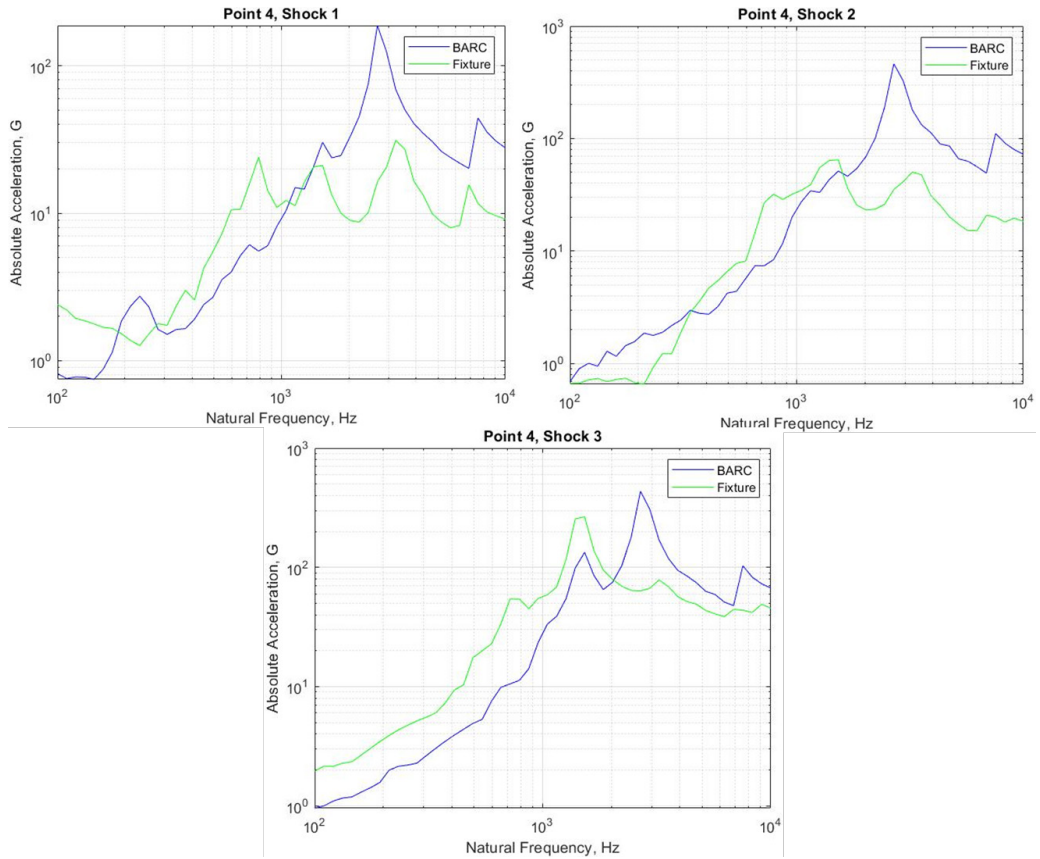 Point 4, Shock 1
BARC
Fixture
Absolute Acceleration, G
10^2
10^1
10^0
10^2
10^3
10^4
Natural Frequency, Hz
Point 4, Shock 2
BARC
Fixture
Absolute Acceleration, G
10^3
10^2
10^1
10^0
10^2
10^3
10^4
Natural Frequency, Hz
Point 4, Shock 3
BARC
Fixture
Absolute Acceleration, G
10^3
10^2
10^1
10^0
10^2
10^3
10^4
Natural Frequency, Hz